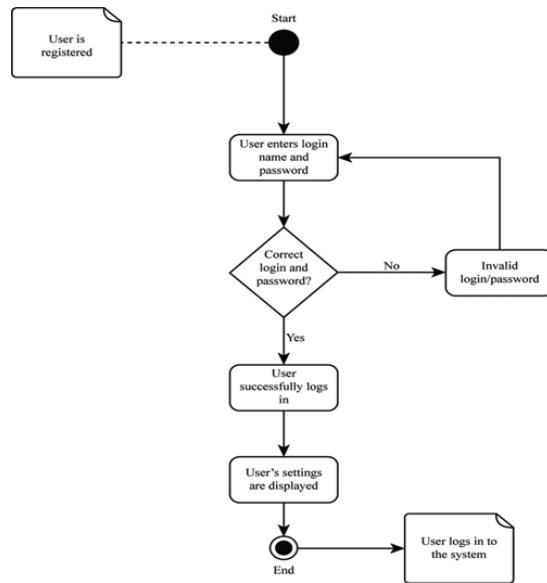 Start
User is
registered
User enters login
name and
password
Correct
login and
password?
No
Invalid
login/password
Yes
User
successfully logs
in
User's settings
are displayed
User logs in to
the system
End